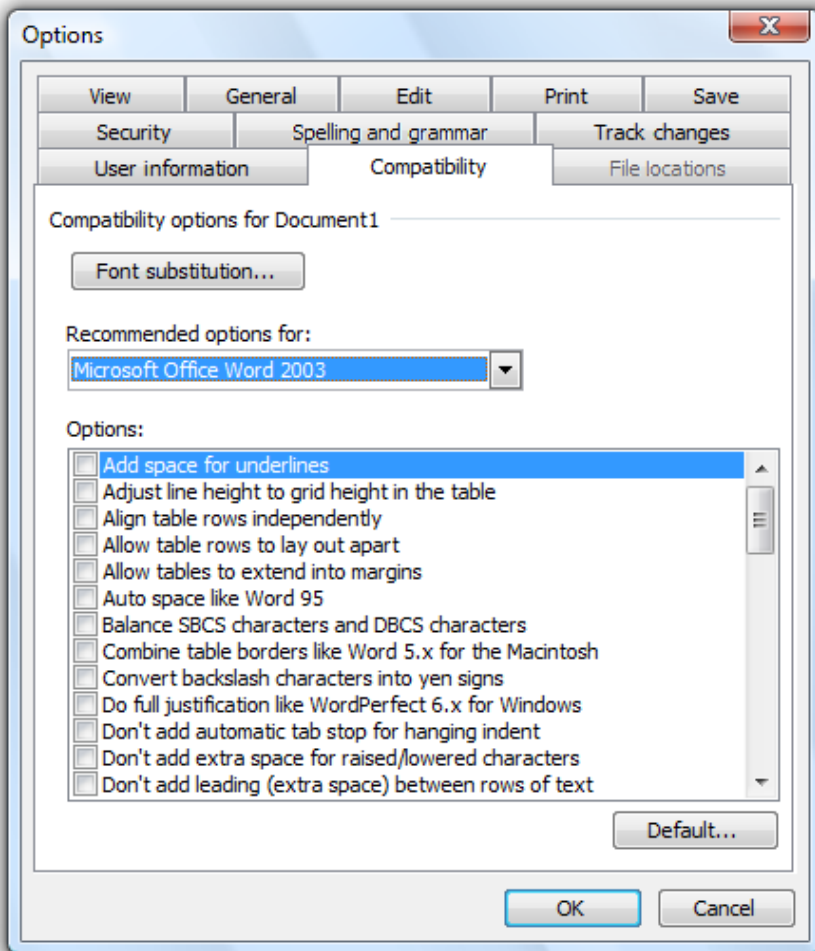 Options
View General Edit Print Save
Security Spelling and grammar Track changes
User information Compatibility File locations
Compatibility options for Document1
Font substitution...
Recommended options for:
Microsoft Office Word 2003
Options:
Add space for underlines
Adjust line height to grid height in the table
Align table rows independently
Allow table rows to lay out apart
Allow tables to extend into margins
Auto space like Word 95
Balance SBCS characters and DBCS characters
Combine table borders like Word 5.x for the Macintosh
Convert backslash characters into yen signs
Do full justification like WordPerfect 6.x for Windows
Don't add automatic tab stop for hanging indent
Don't add extra space for raised/lowered characters
Don't add leading (extra space) between rows of text
Default...
OK Cancel